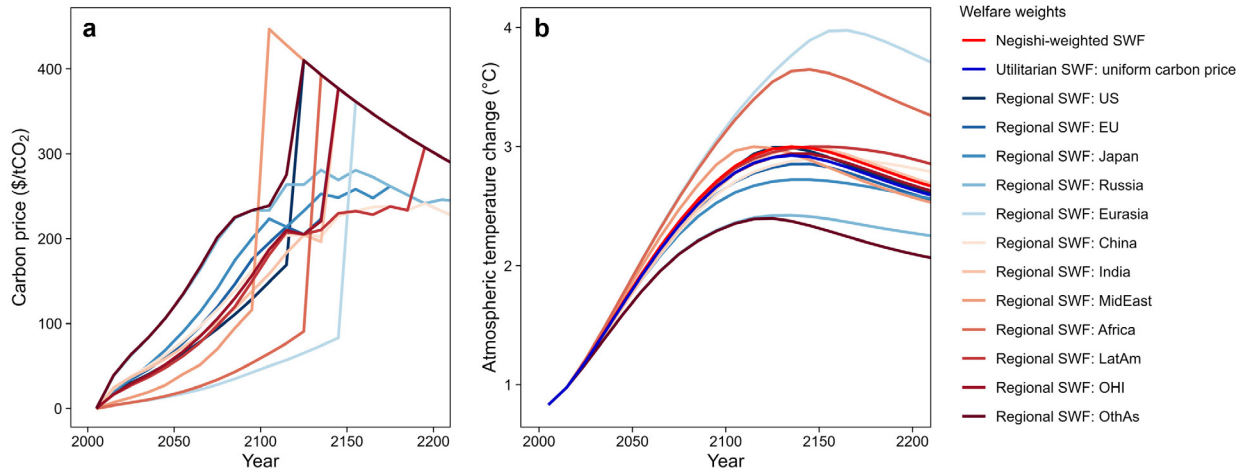 a
400
300
200
100
0
2000
2050
2100
2150
2200
Year
Carbon price ($/tCO₂)
b
4
3
2
1
2000
2050
2100
2150
2200
Year
Atmospheric temperature change (°C)
Welfare weights
Negishi-weighted SWF
Utilitarian SWF: uniform carbon price
Regional SWF: US
Regional SWF: EU
Regional SWF: Japan
Regional SWF: Russia
Regional SWF: Eurasia
Regional SWF: China
Regional SWF: India
Regional SWF: MidEast
Regional SWF: Africa
Regional SWF: LatAm
Regional SWF: OHI
Regional SWF: OthAs